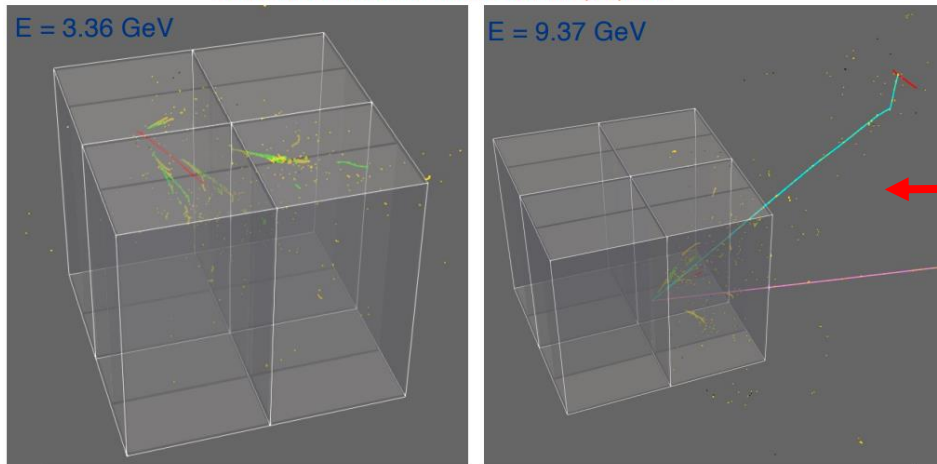 E = 3.36 GeV
E = 9.37 GeV